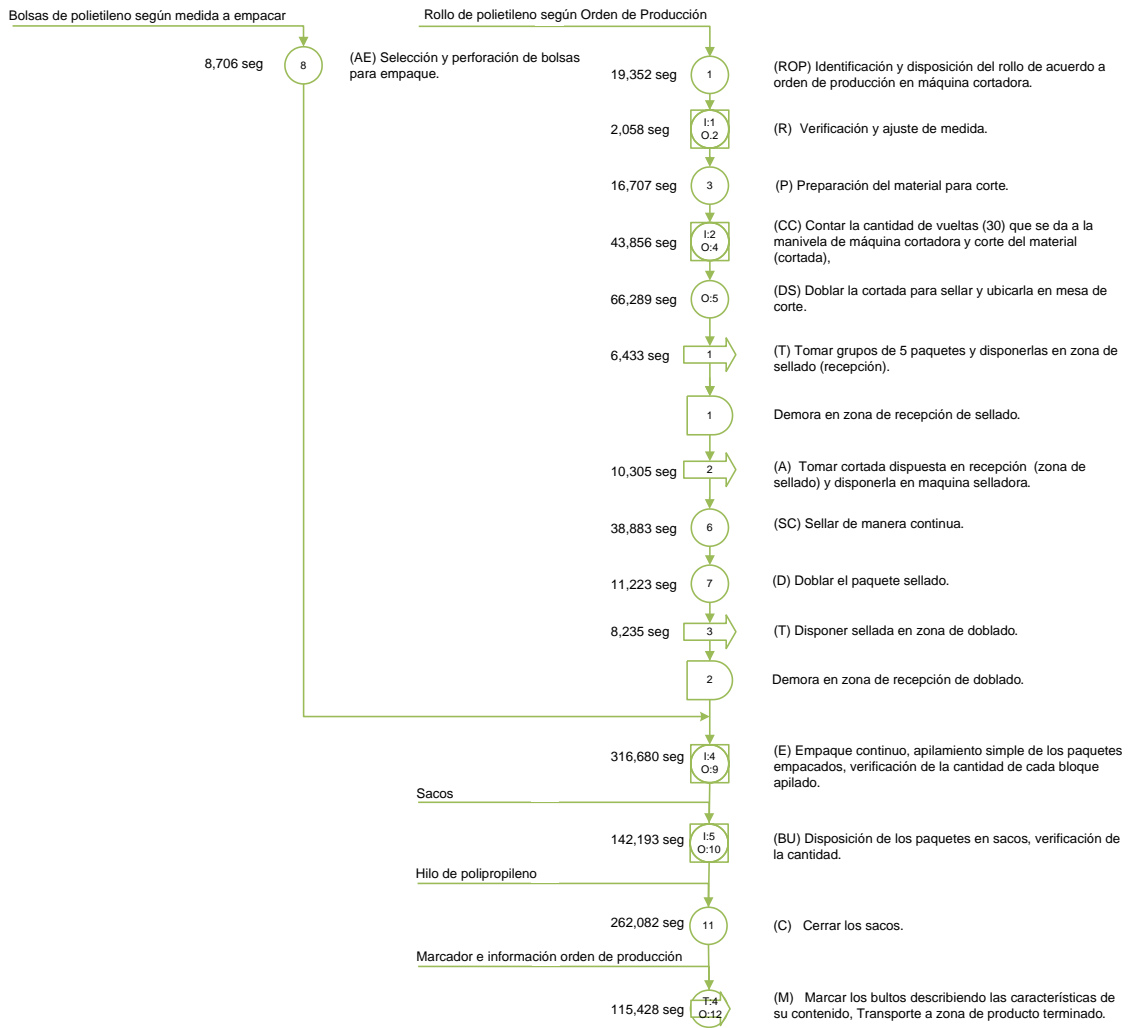 Bolsas de polietileno según medida a empacar
Rollo de polietileno según Orden de Producción
8,706 seg
8
(AE) Selección y perforación de bolsas
para empaque.
19,352 seg
1
(ROP) Identificación y disposición del rollo de acuerdo a
orden de producción en máquina cortadora.
2,058 seg
I:1
O.2
(R) Verificación y ajuste de medida.
16,707 seg
3
(P) Preparación del material para corte.
43,856 seg
I:2
O:4
(CC) Contar la cantidad de vueltas (30) que se da a la
manivela de máquina cortadora y corte del material
(cortada),
66,289 seg
O:5
(DS) Doblar la cortada para sellar y ubicarla en mesa de
corte.
6,433 seg
1
(T) Tomar grupos de 5 paquetes y disponerlas en zona de
sellado (recepción).
1
Demora en zona de recepción de sellado.
10,305 seg
2
(A) Tomar cortada dispuesta en recepción (zona de
sellado) y disponerla en maquina selladora.
38,883 seg
6
(SC) Sellar de manera continua.
11,223 seg
7
(D) Doblar el paquete sellado.
8,235 seg
3
(T) Disponer sellada en zona de doblado.
2
Demora en zona de recepción de doblado.
316,680 seg
I:4
O:9
(E) Empaque continuo, apilamiento simple de los paquetes
empacados, verificación de la cantidad de cada bloque
apilado.
Sacos
142,193 seg
I:5
O:10
(BU) Disposición de los paquetes en sacos, verificación de
la cantidad.
Hilo de polipropileno
262,082 seg
11
(C) Cerrar los sacos.
Marcador e información orden de producción
115,428 seg
T:4
O:12
(M) Marcar los bultos describiendo las características de
su contenido, Transporte a zona de producto terminado.